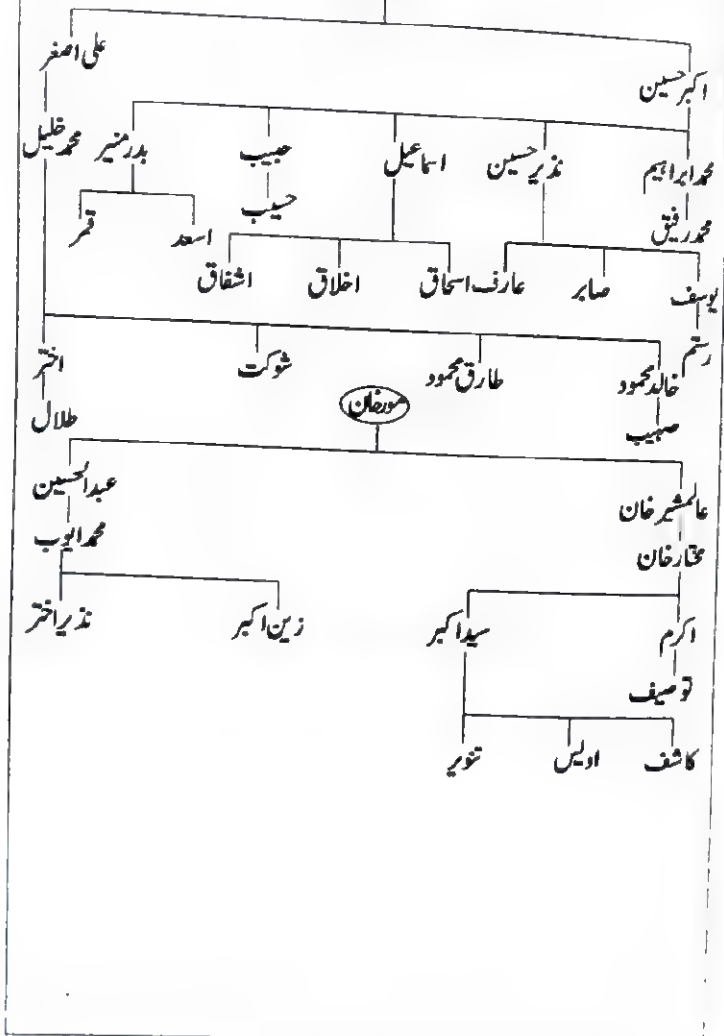 علی اصغر
اکبر حسین
محمد ابراہیم نذیر حسین اسماعیل حبیب بدر منیر محمد خلیل
محمد رفیق حسیب اسعد قمر
یوسف صابر عارف اسحاق اخلاق اشفاق
رستم خالد محمود طارق محمود شوکت اختر
صہیب طلال
عالمشیر خان عبدالحسین
مختار خان محمد ایوب
اکرم سید اکبر زین اکبر نذیر اختر
توصیف
کاشف اویس تنویر